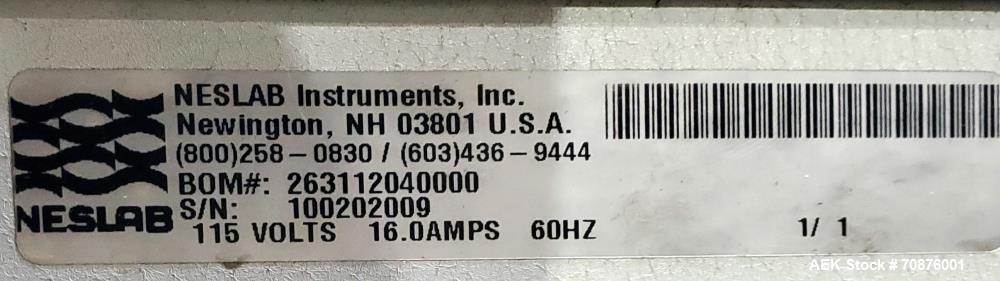 NESLAB Instruments, Inc.
Newington, NH 03801 U.S.A.
(800)258-0830 / (603)436-9444
BOM#: 263112040000
S/N: 100202009
NESLAB
115 VOLTS 16.0AMPS 60HZ 1/ 1
AEK Stock # 70876001